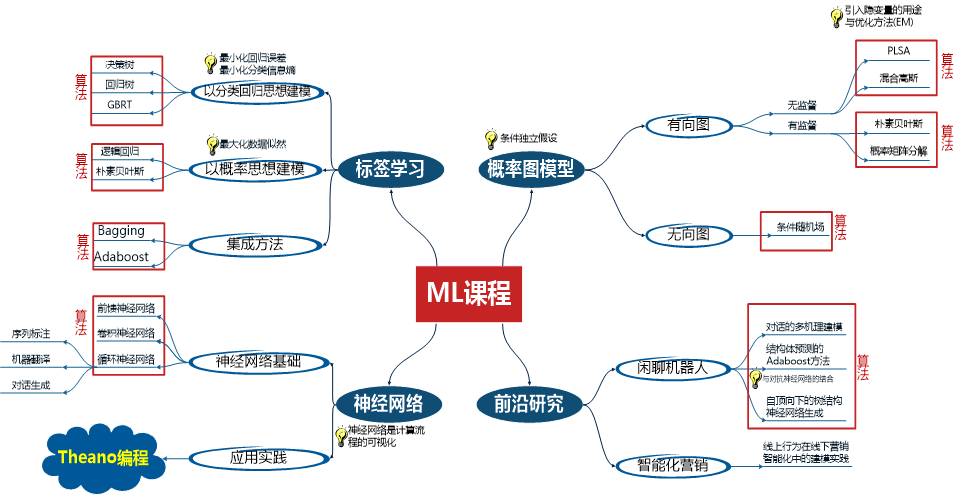 ML课程
标签学习
最小化回归误差
最小化分类信息熵
以分类回归思想建模
算法
决策树
回归树
GBRT
最大化数据似然
以概率思想建模
算法
逻辑回归
朴素贝叶斯
集成方法
算法
Bagging
Adaboost
概率图模型
条件独立假设
引入隐变量的用途
与优化方法(EM)
有向图
无监督
PLSA
混合高斯
算法
有监督
朴素贝叶斯
概率矩阵分解
算法
无向图
条件随机场
算法
神经网络
神经网络是计算流
程的可视化
神经网络基础
算法
前馈神经网络
卷积神经网络
循环神经网络
序列标注
机器翻译
对话生成
应用实践
Theano编程
前沿研究
闲聊机器人
对话的多机理建模
结构体预测的
Adaboost方法
与对抗神经网络的结合
自顶向下的树结构
神经网络生成
算法
智能化营销
线上行为在线下营销
智能化中的建模实践